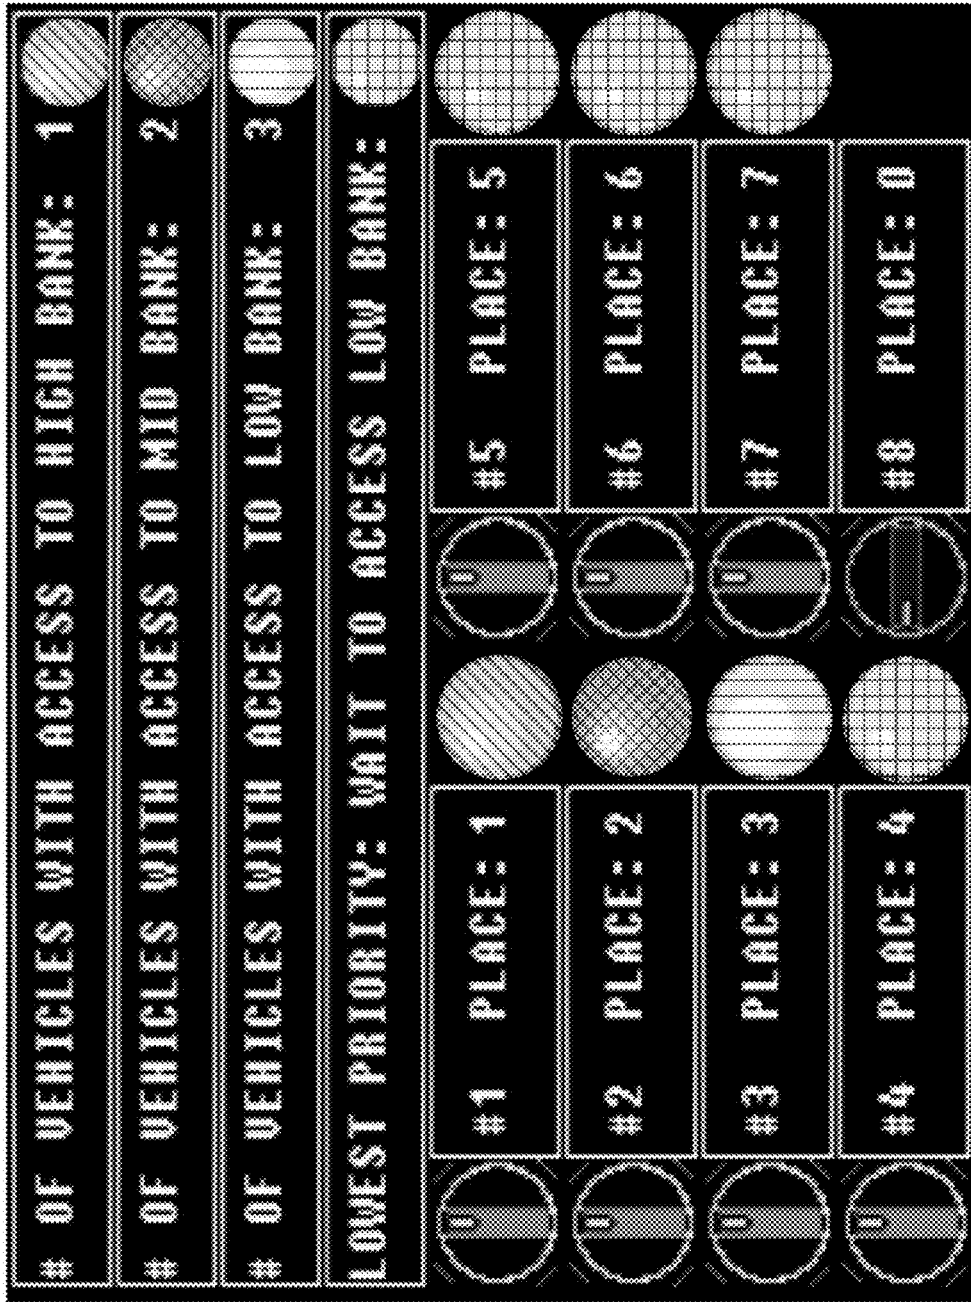 # OF VEHICLES WITH ACCESS TO HIGH BANK: 1
# OF VEHICLES WITH ACCESS TO MID BANK: 2
# OF VEHICLES WITH ACCESS TO LOW BANK: 3
LOWEST PRIORITY: WAIT TO ACCESS LOW BANK:
#1 PLACE: 1
#5 PLACE: 5
#2 PLACE: 2
#6 PLACE: 6
#3 PLACE: 3
#7 PLACE: 7
#4 PLACE: 4
#8 PLACE: 0